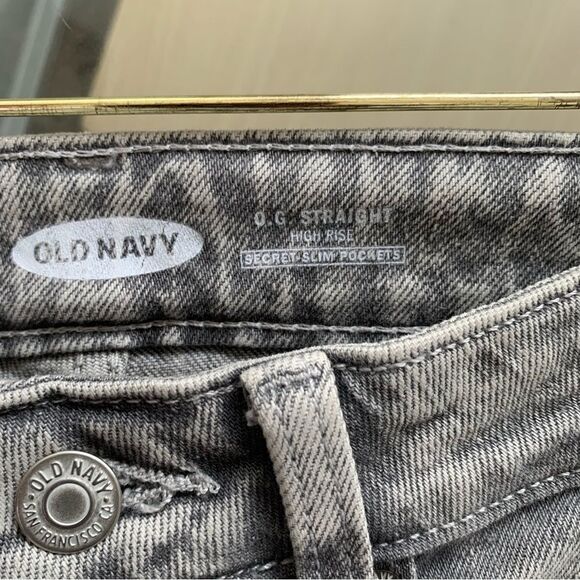 OLD NAVY
O.G. STRAIGHT
HIGH RISE
SECRET-SLIM POCKETS
OLD NAVY
SAN FRANCISCO CA